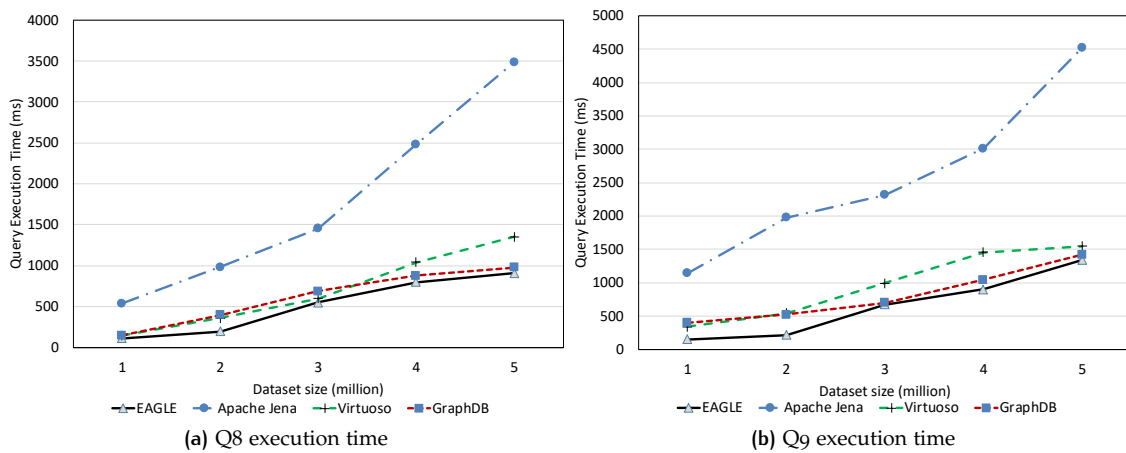 4000
3500
3000
2500
2000
1500
1000
500
0
Query Execution Time (ms)
1 2 3 4 5
Dataset size (million)
EAGLE Apache Jena Virtuoso GraphDB
(a) Q8 execution time
5000
4500
4000
3500
3000
2500
2000
1500
1000
500
0
Query Execution Time (ms)
1 2 3 4 5
Dataset size (million)
EAGLE Apache Jena Virtuoso GraphDB
(b) Q9 execution time